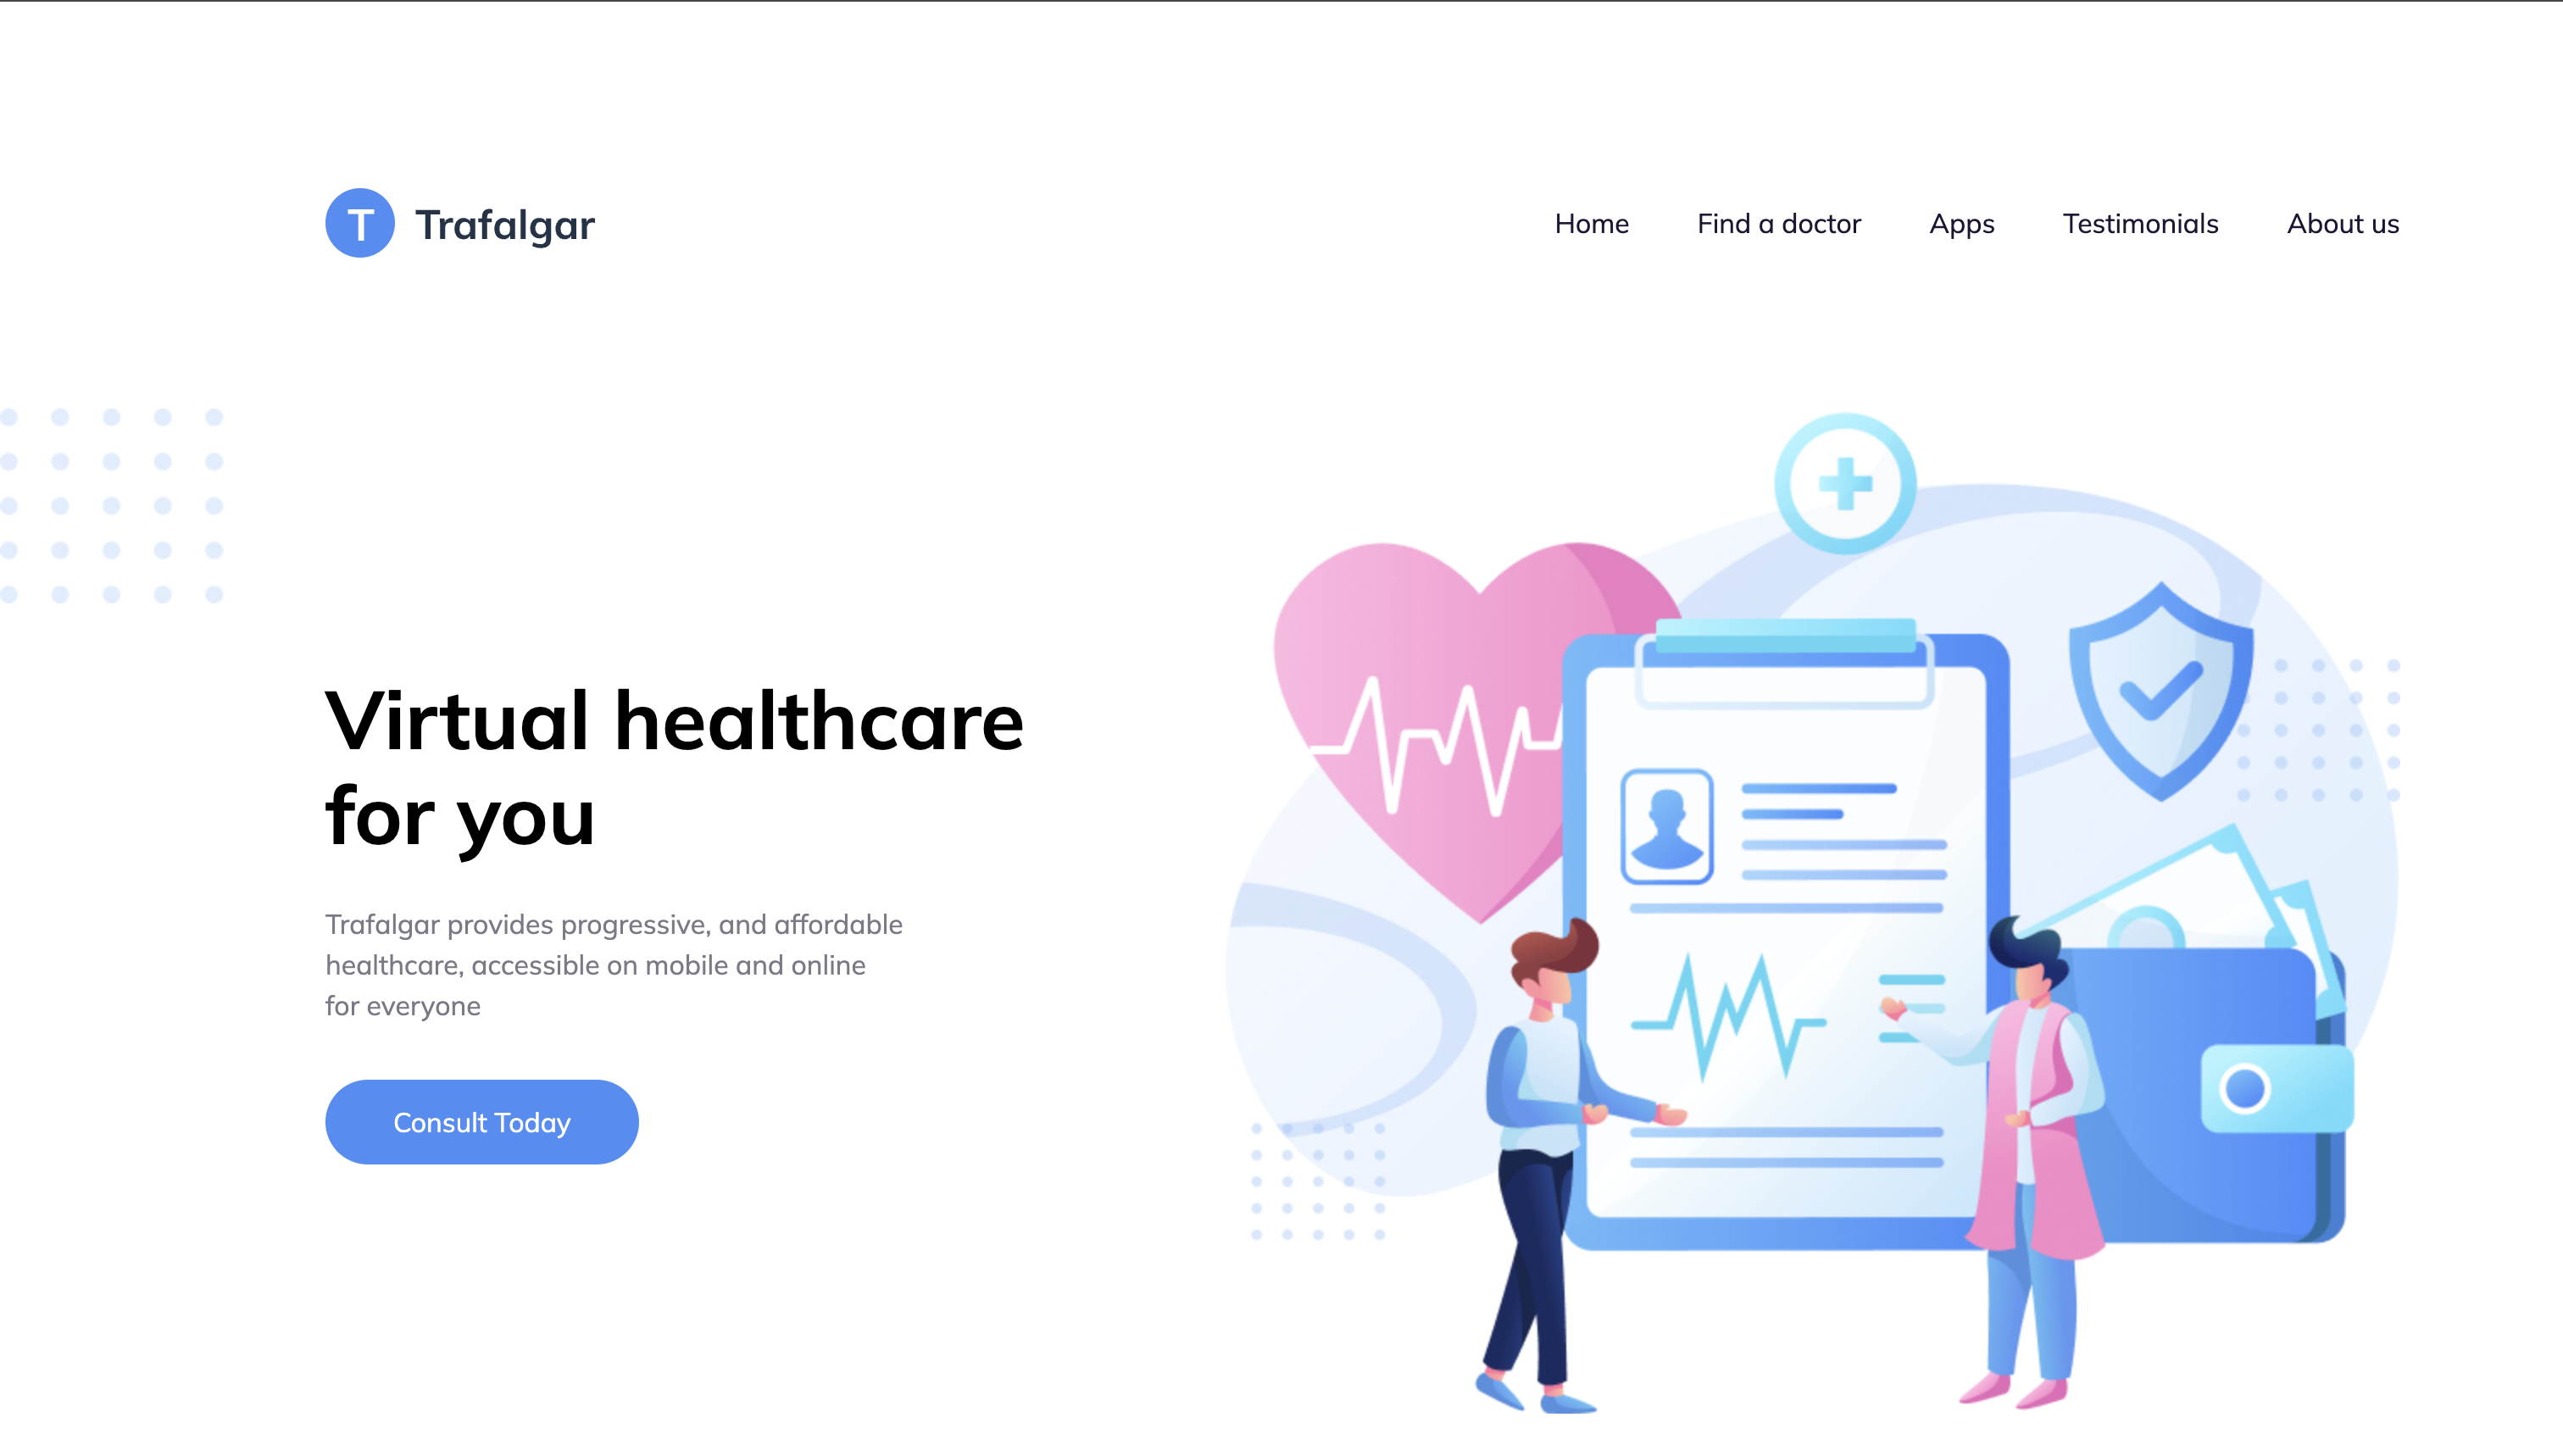 T
Trafalgar
Home
Find a doctor
Apps
Testimonials
About us
Virtual healthcare
for you
Trafalgar provides progressive, and affordable
healthcare, accessible on mobile and online
for everyone
Consult Today